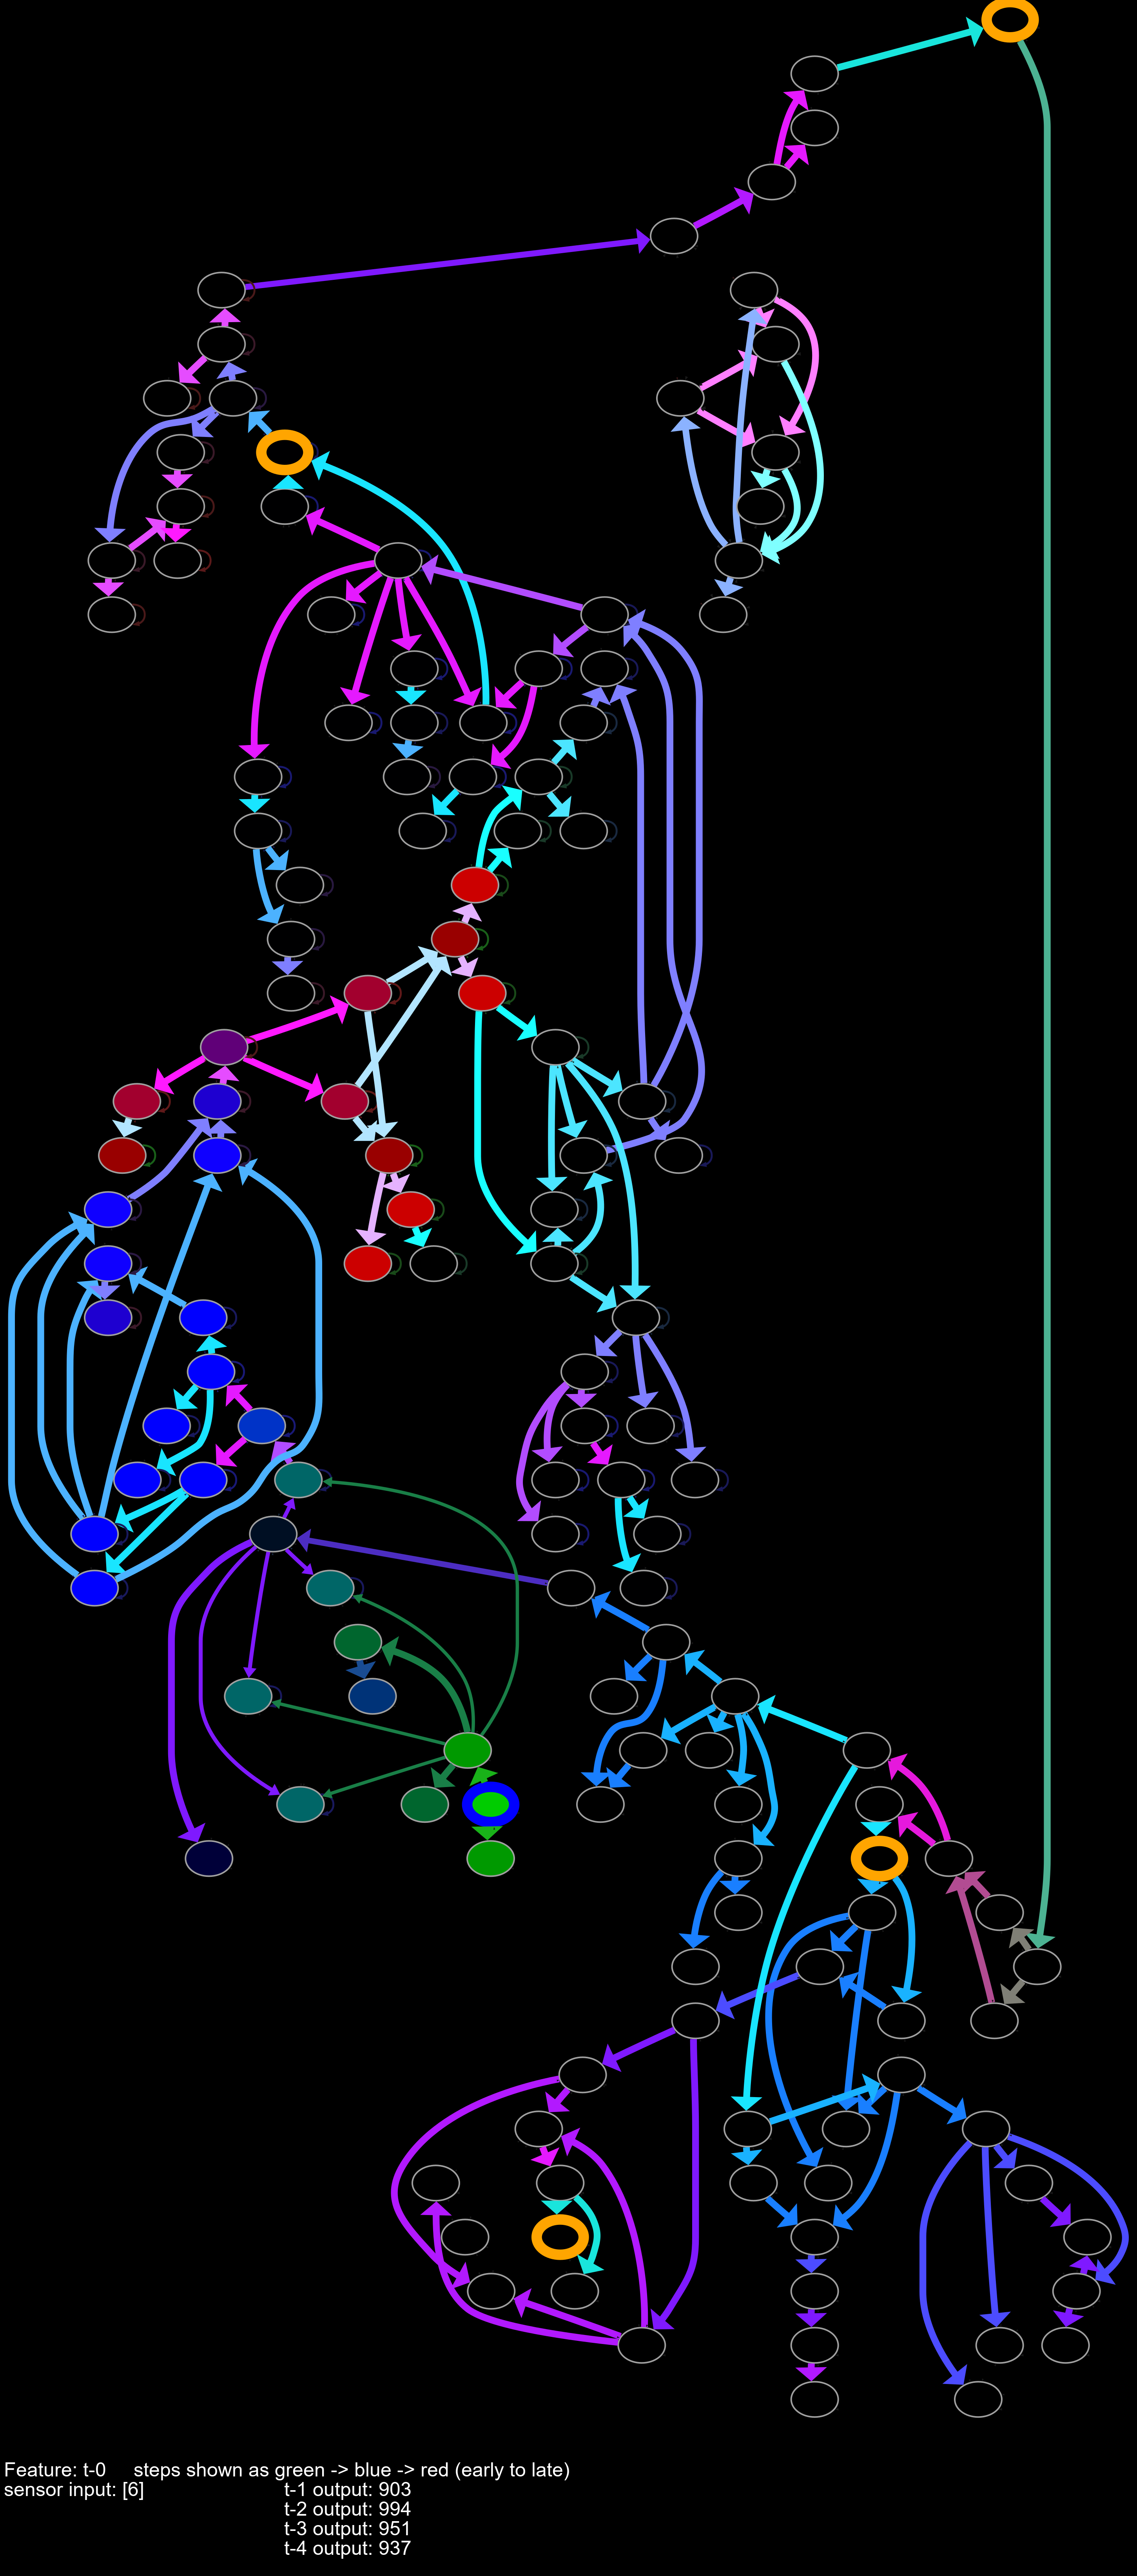 Feature: t-0 steps shown as green -> blue -> red (early to late)
sensor input: [6] t-1 output: 903
t-2 output: 994
t-3 output: 951
t-4 output: 937